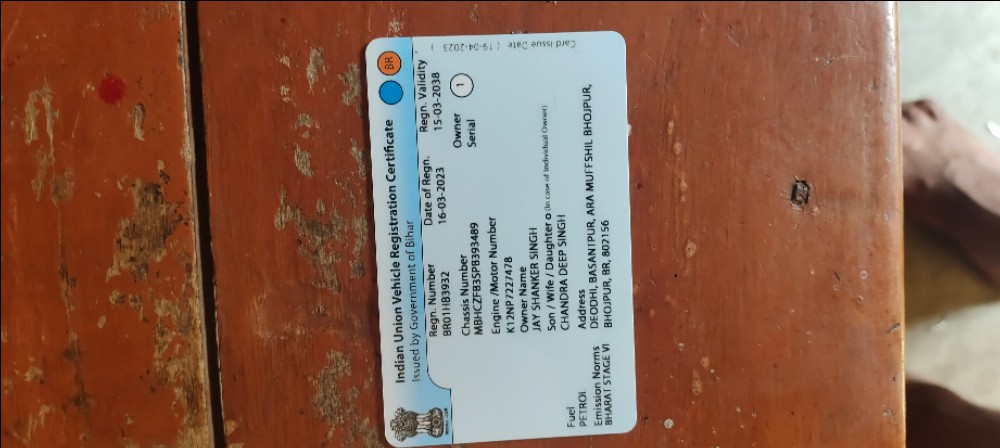 Indian Union Vehicle Registration Certificate
Issued by Government of Bihar
BR
Regn. Number
BR01HB3932
Date of Regn.
16-03-2023
Regn. Validity
15-03-2038
Chassis Number
MBHCZFB3SPB393489
Owner
Serial
1
Engine /Motor Number
K12NP7227478
Owner Name
JAY SHANKER SINGH
Son / Wife / Daughter o (In case of Individual Owner)
CHANDRA DEEP SINGH
Fuel
PETROL
Address
DEODHI, BASANTPUR, ARA MUFFSHIL BHOJPUR,
BHOJPUR, BR, 802156
Emission Norms
BHARAT STAGE VI
Card Issue Date ( 19-04-2023 )